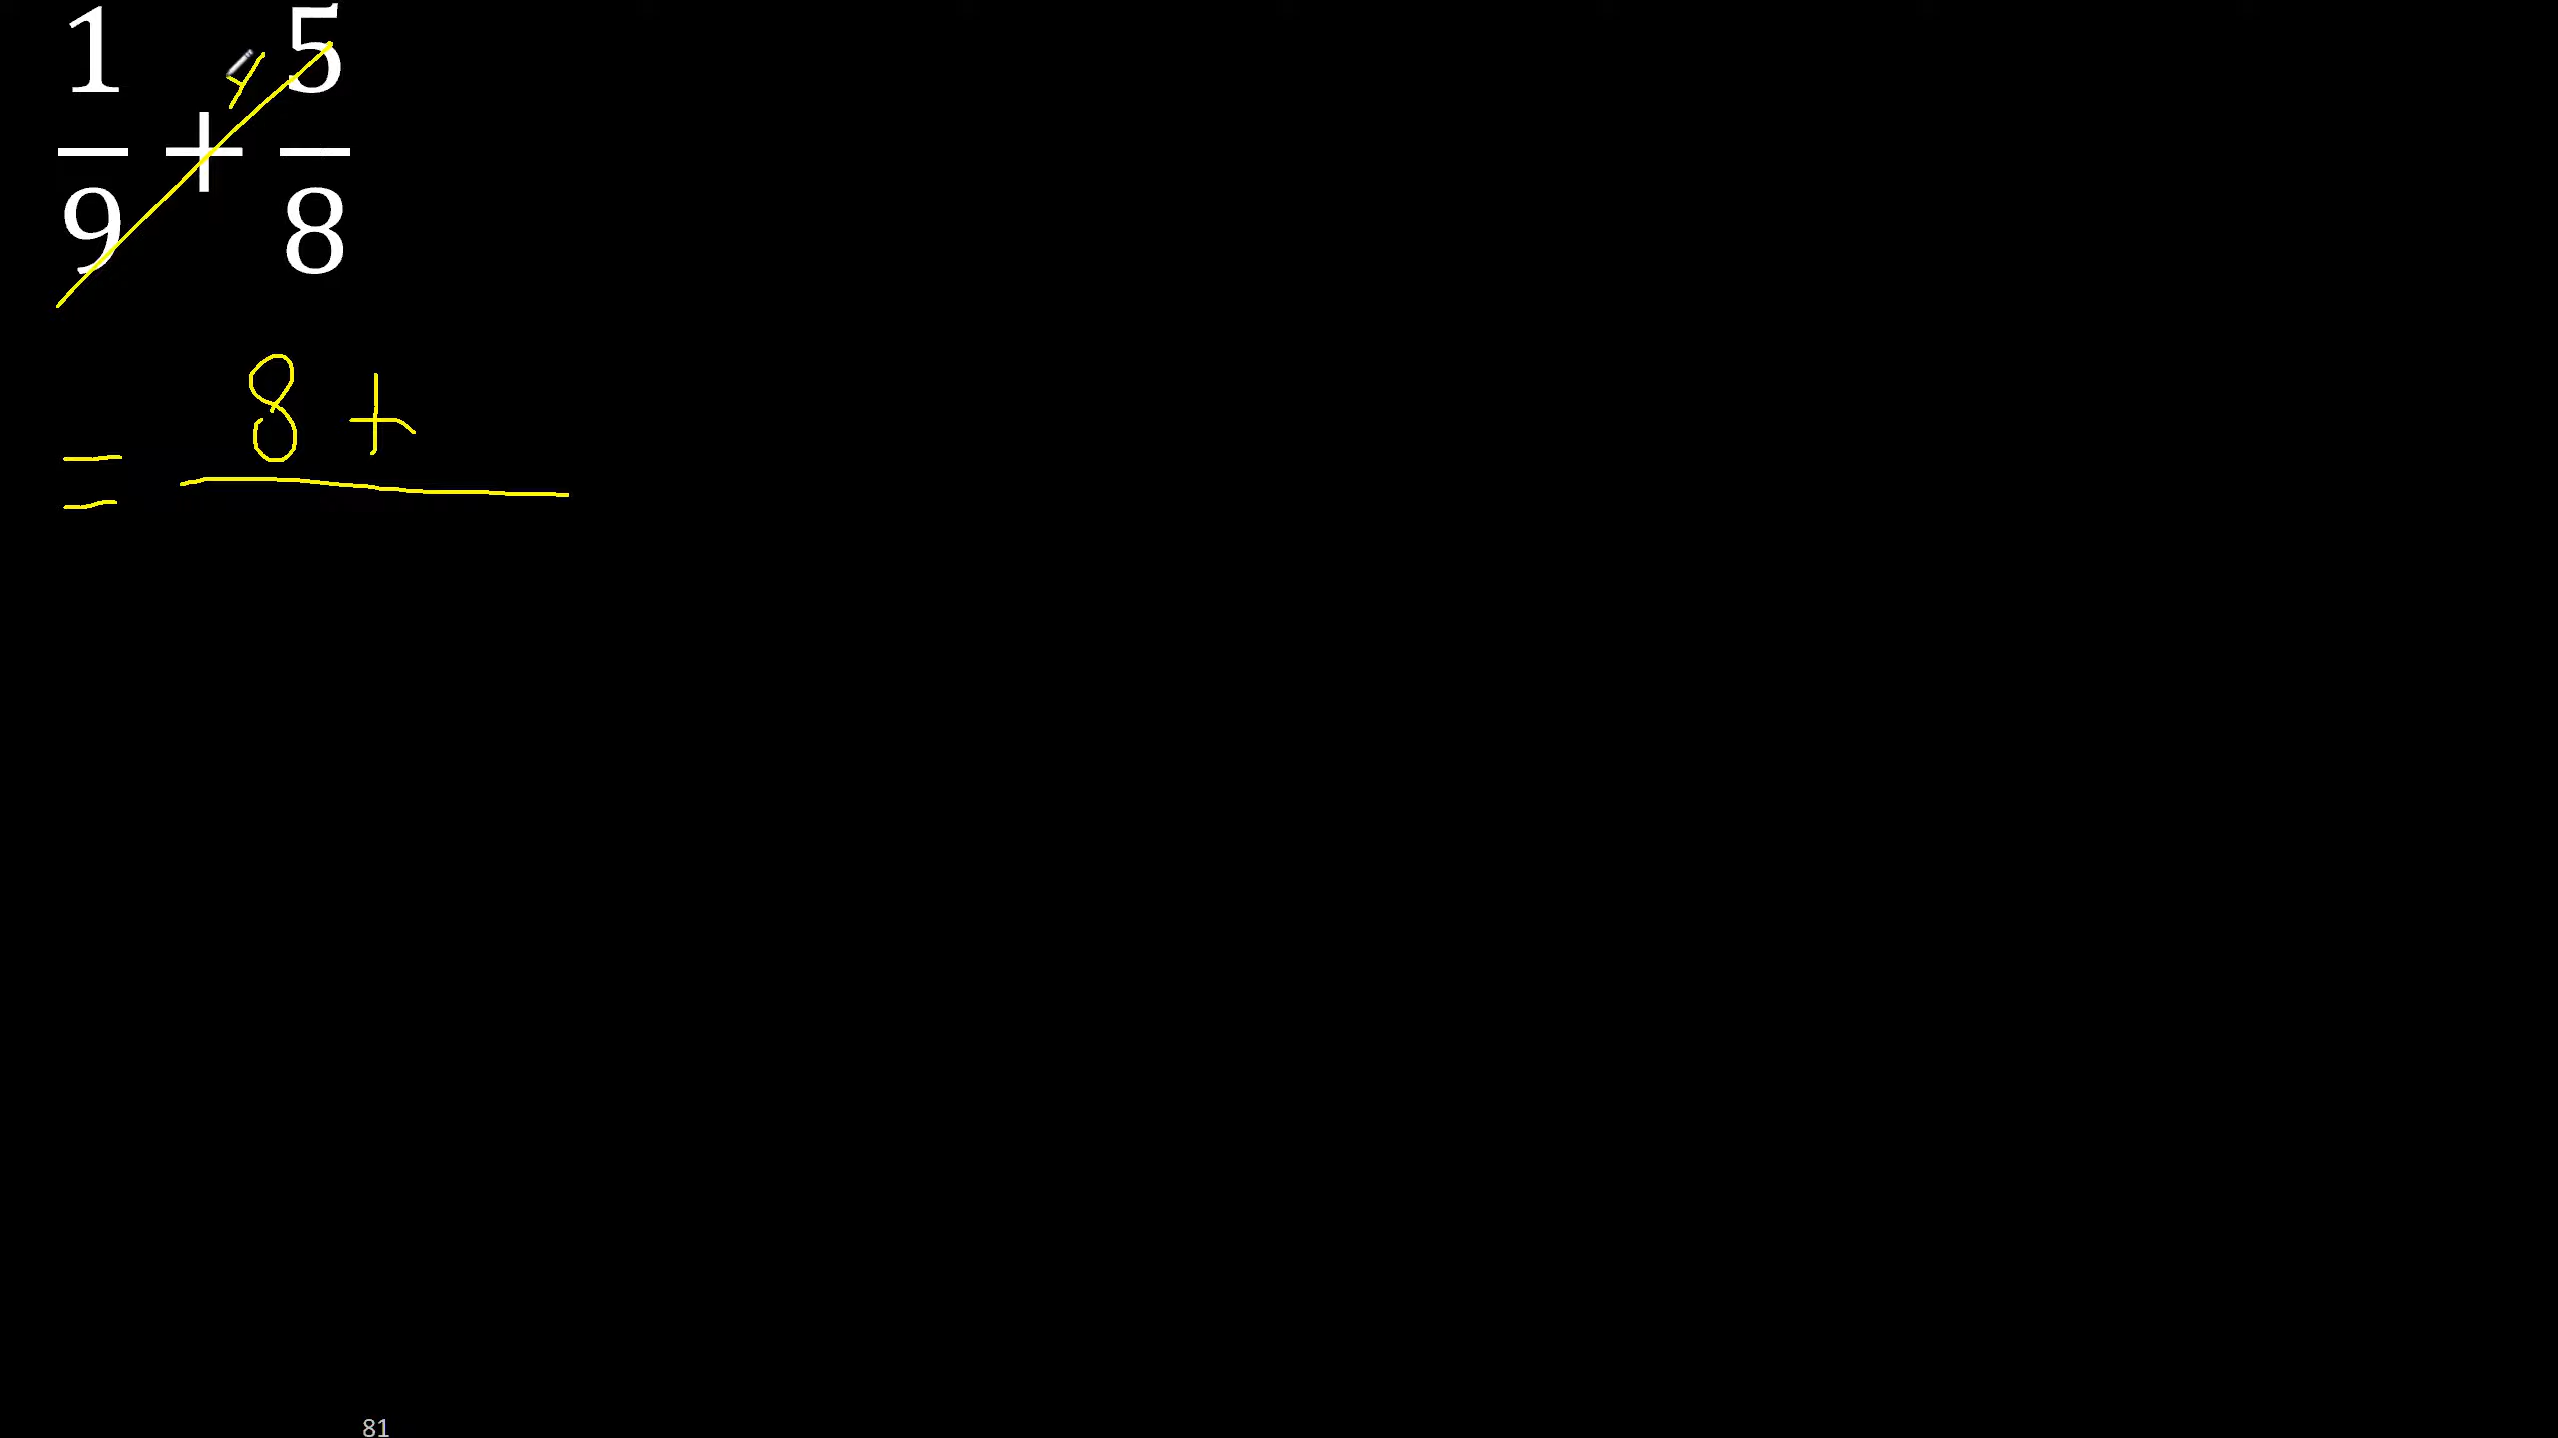 1/9 + 5/8
= 8 +
81